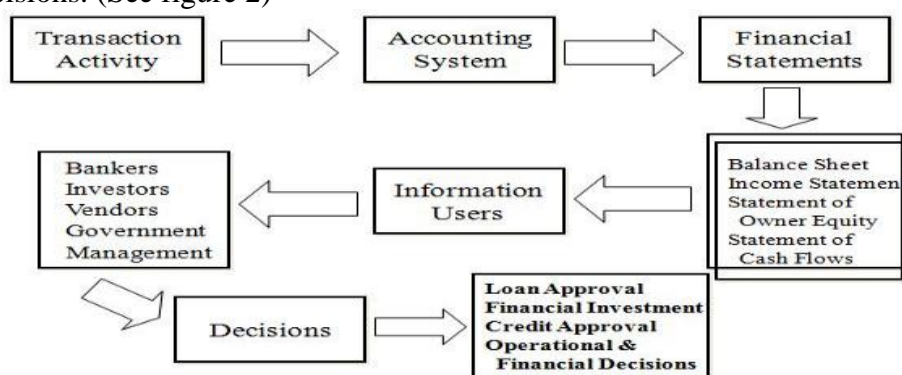 (See figure 2)
Transaction
Activity
Accounting
System
Financial
Statements
Balance Sheet
Income Statemen
Statement of
Owner Equity
Statement of
Cash Flows
Information
Users
Bankers
Investors
Vendors
Government
Management
Decisions
Loan Approval
Financial Investment
Credit Approval
Operational &
Financial Decisions